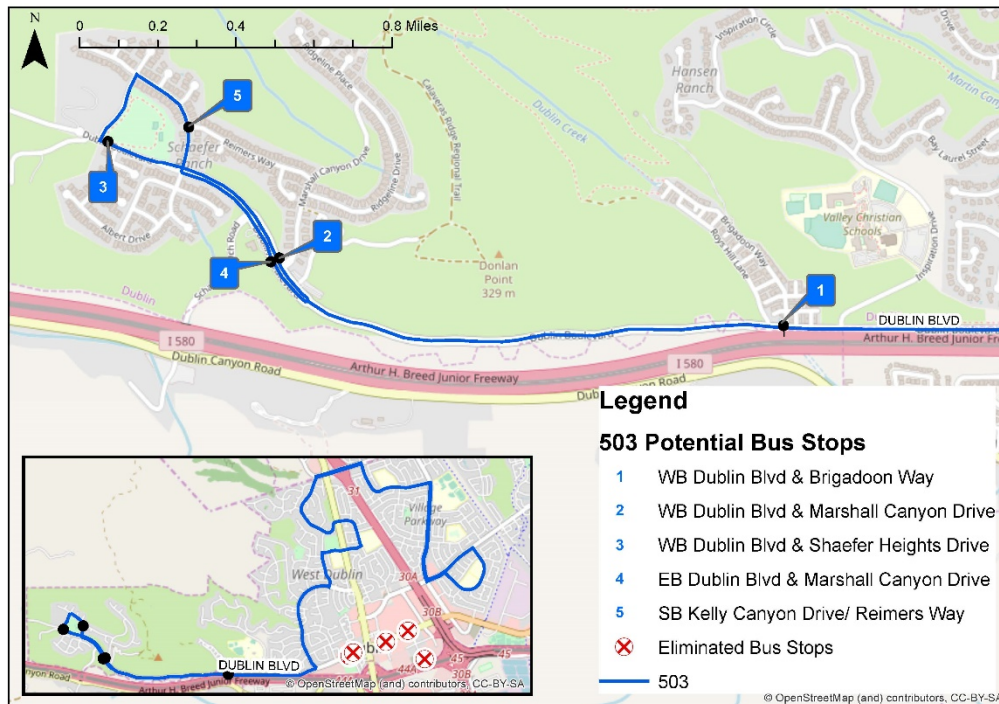 N
0 0.2 0.4 0.8 Miles
Inspiration Circle
Ridgeline Place
Calaveras Ridge Regional Trail
Dublin Creek
Hansen
Ranch
Martin Can
Bay Laurel Street
5
Schaefer
Ranch
Reimers Way
Marshall Canyon Drive
Ridgeline Drive
3
Albert Drive
2
4
Donlan
Point
329 m
Brigadoon Way
Roys Hill Lane
Valley Christian
Schools
Inspiration Drive
1
Dublin
DUBLIN BLVD
Dublin Boulevard
I 580
Dublin Canyon Road
Arthur H. Breed Junior Freeway
I 580
Arthur H. Breed Junior Free
Legend
503 Potential Bus Stops
1 WB Dublin Blvd & Brigadoon Way
2 WB Dublin Blvd & Marshall Canyon Drive
3 WB Dublin Blvd & Shaefer Heights Drive
4 EB Dublin Blvd & Marshall Canyon Drive
5 SB Kelly Canyon Drive/ Reimers Way
Eliminated Bus Stops
503
© OpenStreetMap (and) contributors, CC-BY-SA
31
Village
Parkway
West Dublin
30A
30B
DUBLIN BLVD
anyon Road
Arthur H. Breed Junior Freeway
44A
45
45
30B
© OpenStreetMap (and) contributors, CC-BY-SA